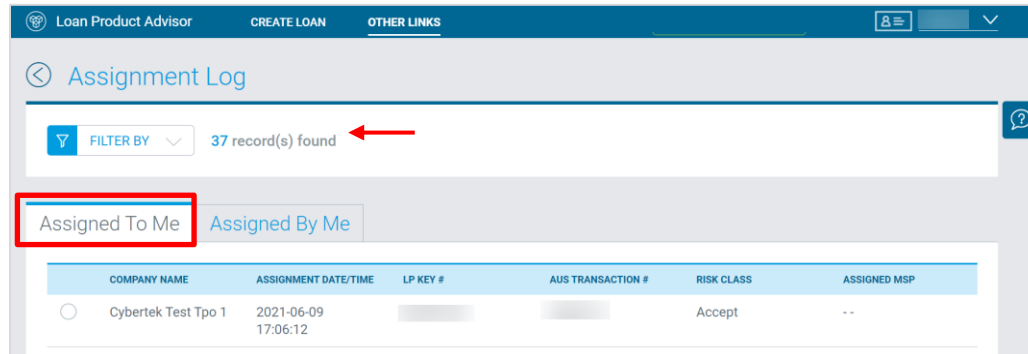 Loan Product Advisor CREATE LOAN OTHER LINKS
Assignment Log
FILTER BY 37 record(s) found
Assigned To Me Assigned By Me
COMPANY NAME ASSIGNMENT DATE/TIME LP KEY # AUS TRANSACTION # RISK CLASS ASSIGNED MSP
Cybertek Test Tpo 1 2021-06-09 Accept - -
17:06:12